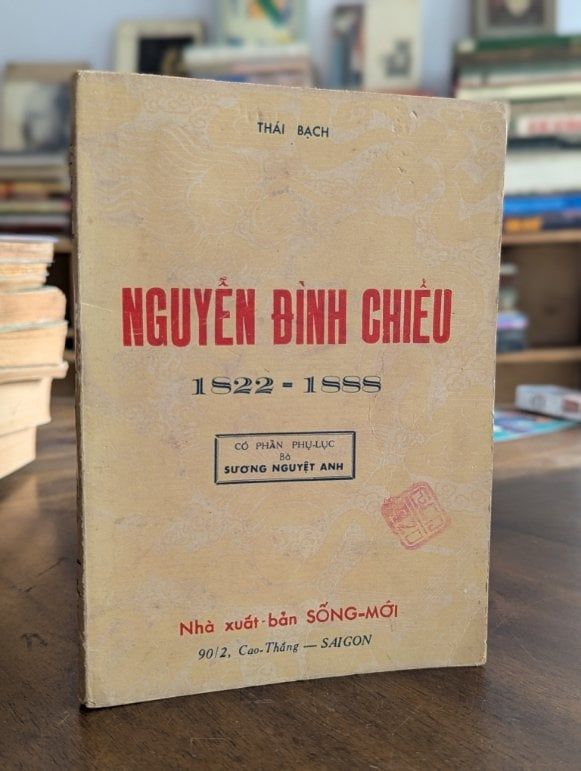 THÁI BẠCH
NGUYỄN ĐÌNH CHIỂU
1822 - 1888
CÓ PHẦN PHỤ-LỤC
Bà
SƯƠNG NGUYỆT ANH
Nhà xuất-bản SỐNG-MỚI
90/2, Cao-Thắng — SAIGON